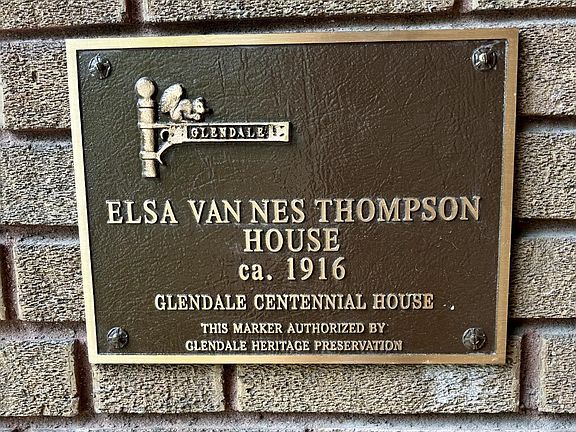 GLENDALE
ELSA VAN NES THOMPSON
HOUSE
ca. 1916
GLENDALE CENTENNIAL HOUSE
THIS MARKER AUTHORIZED BY
GLENDALE HERITAGE PRESERVATION